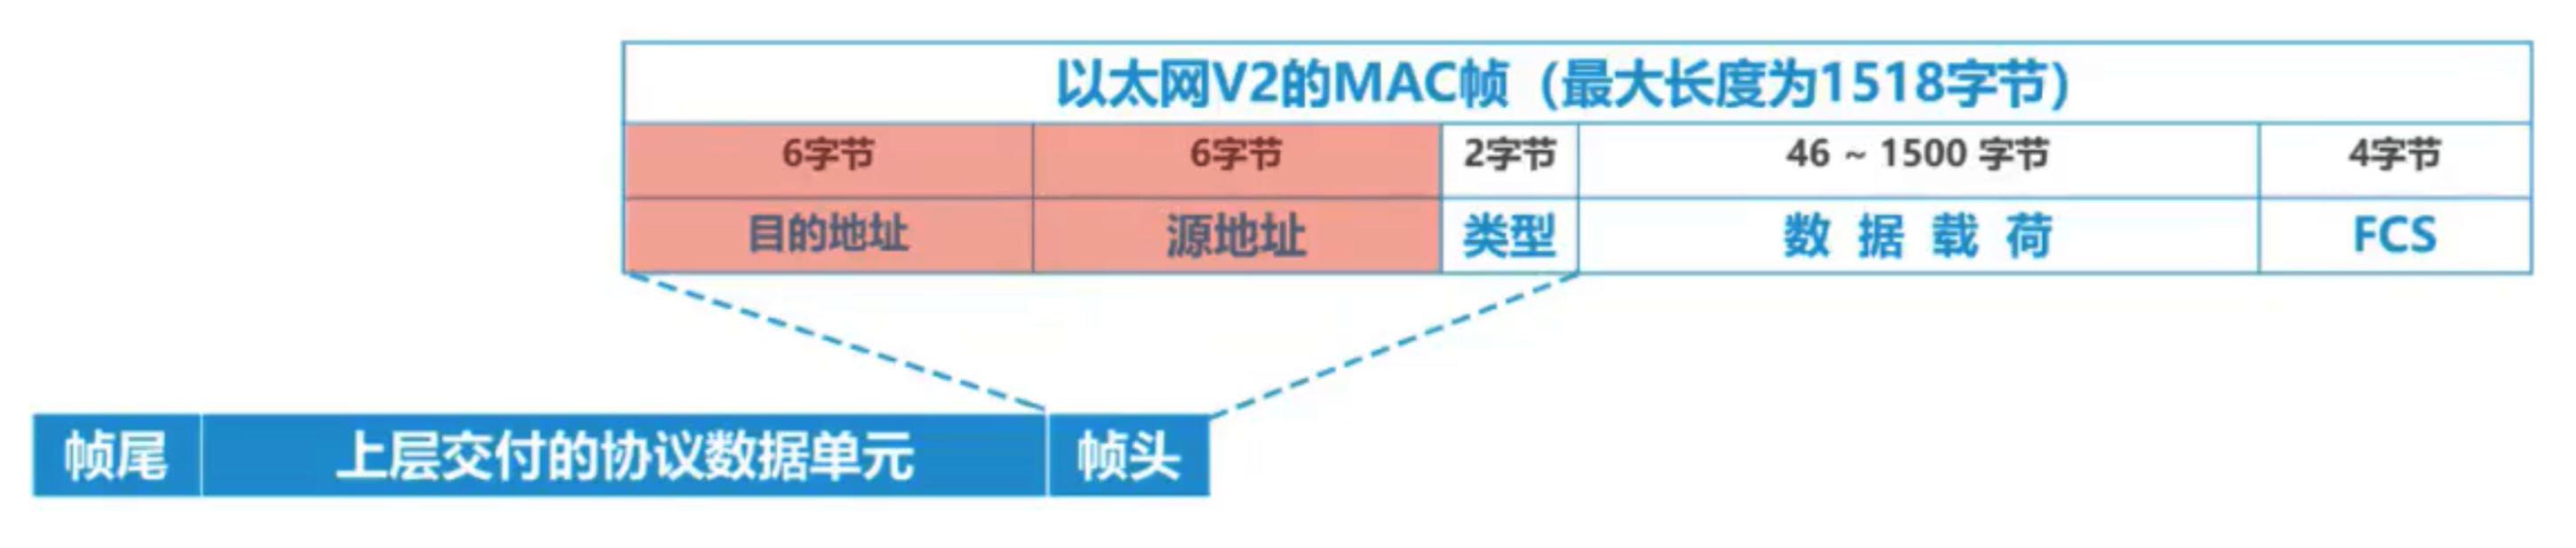 以太网V2的MAC帧（最大长度为1518字节）
6字节 6字节 2字节 46 ~ 1500 字节 4字节
目的地址 源地址 类型 数 据 载 荷 FCS
帧尾 上层交付的协议数据单元 帧头